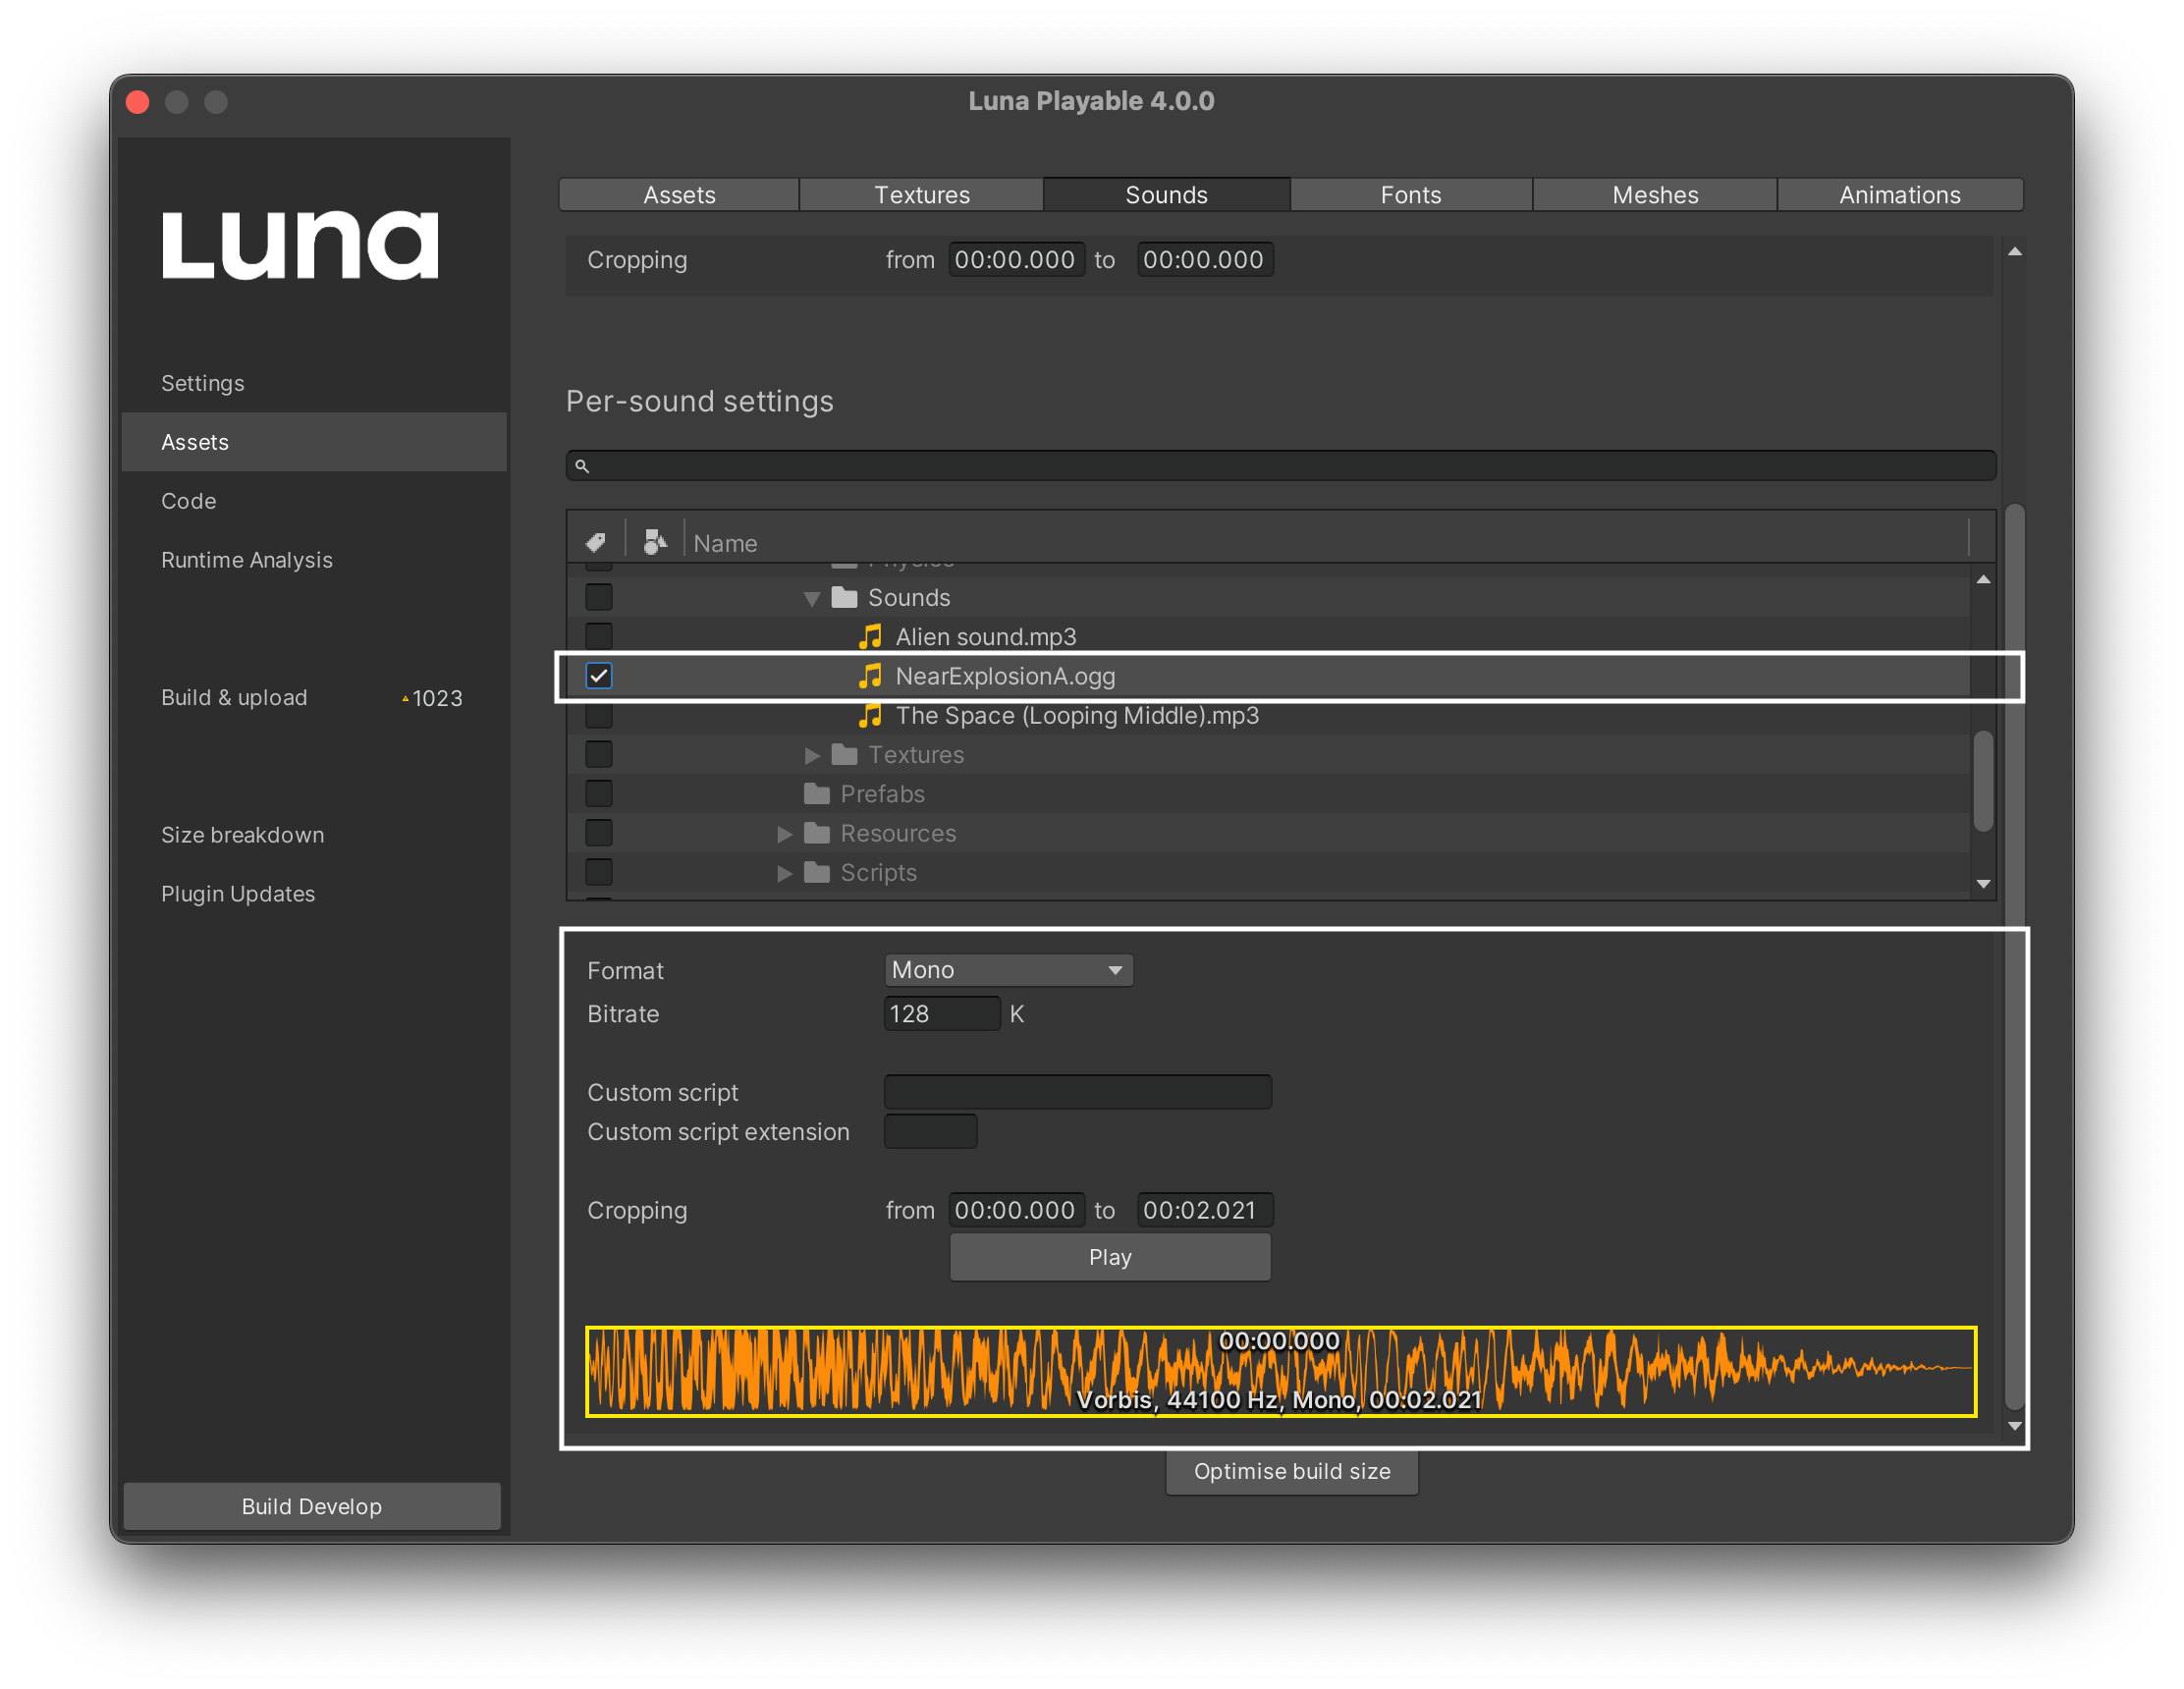 Luna Playable 4.0.0
Luna
Settings
Assets
Code
Runtime Analysis
Build & upload 1023
Size breakdown
Plugin Updates
Build Develop
Assets Textures Sounds Fonts Meshes Animations
Cropping from 00:00.000 to 00:00.000
Per-sound settings
Name
Physics
Sounds
Alien sound.mp3
NearExplosionA.ogg
The Space (Looping Middle).mp3
Textures
Prefabs
Resources
Scripts
Format Mono
Bitrate 128 K
Custom script
Custom script extension
Cropping from 00:00.000 to 00:02.021
Play
00:00.000
Vorbis, 44100 Hz, Mono, 00:02.021
Optimise build size